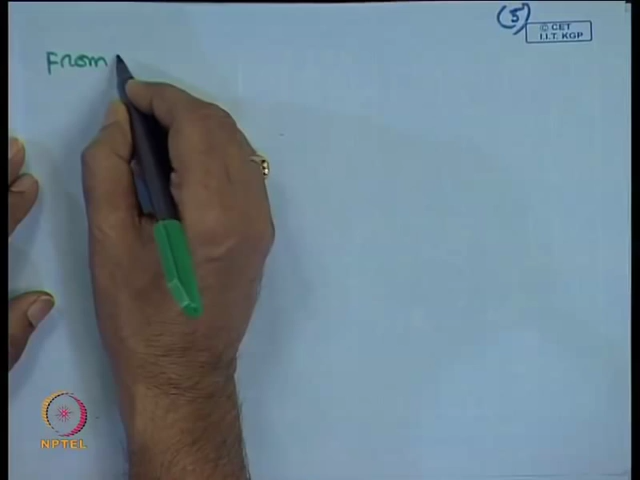 (5)
© CET
I.I.T. KGP
From
NPTEL